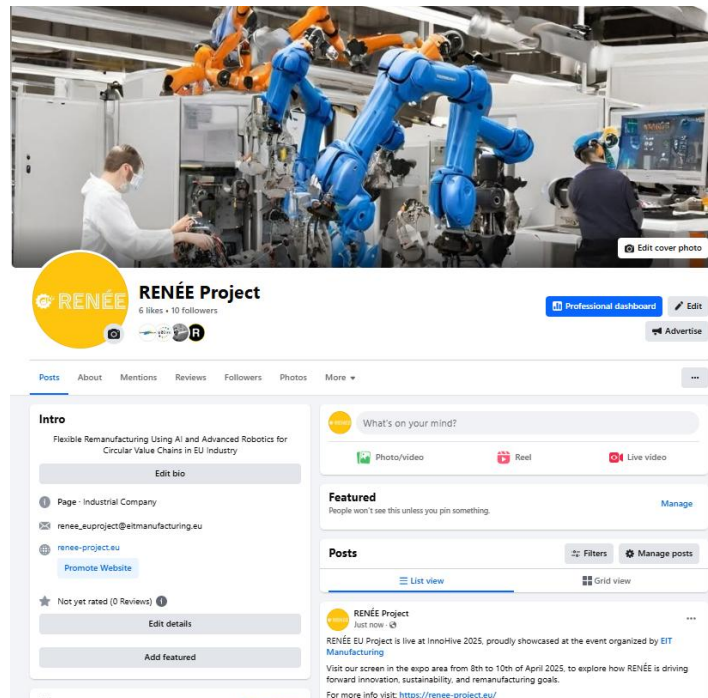 Edit cover photo
RENÉE
RENÉE Project
6 likes • 10 followers
R
Professional dashboard
Edit
Advertise
Posts
About
Mentions
Reviews
Followers
Photos
More
Intro
Flexible Remanufacturing Using AI and Advanced Robotics for
Circular Value Chains in EU Industry
Edit bio
Page · Industrial Company
renee_euproject@eitmanufacturing.eu
renee-project.eu
Promote Website
Not yet rated (0 Reviews)
Edit details
Add featured
What's on your mind?
Photo/video
Reel
Live video
Featured
People won't see this unless you pin something.
Manage
Posts
Filters
Manage posts
List view
Grid view
RENÉE Project
Just now ·
RENÉE EU Project is live at InnoHive 2025, proudly showcased at the event organized by EIT
Manufacturing
Visit our screen in the expo area from 8th to 10th of April 2025, to explore how RENÉE is driving
forward innovation, sustainability, and remanufacturing goals.
For more info visit: https://renee-project.eu/